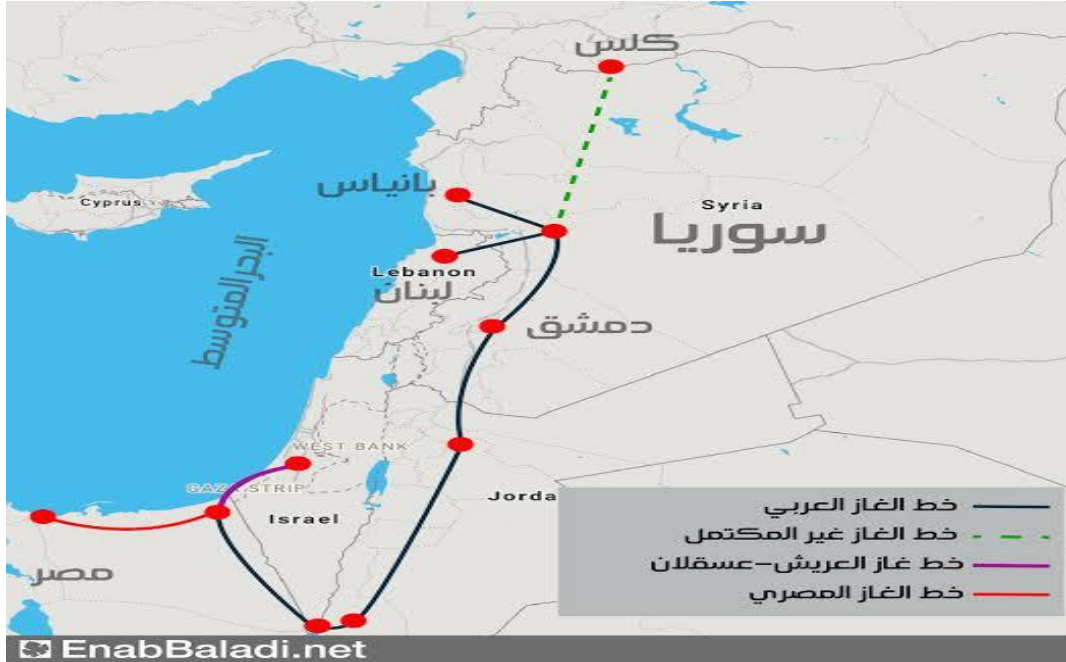 كلس
بانياس
Cyprus
Syria
سوريا
البحر المتوسط
Lebanon
لبنان
دمشق
WEST BANK
GAZA STRIP
Israel
Jorda
مصر
خط الغاز العربي
خط الغاز غير المكتمل
خط غاز العريش-عسقلان
خط الغاز المصري
EnabBaladi.net